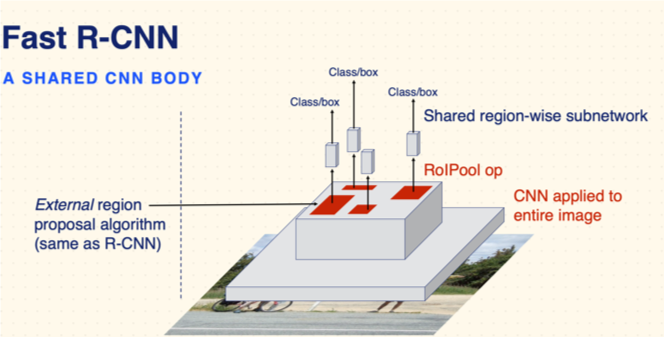 Fast R-CNN
A SHARED CNN BODY
Class/box
Class/box
Class/box
Shared region-wise subnetwork
RoIPool op
CNN applied to
entire image
External region
proposal algorithm
(same as R-CNN)